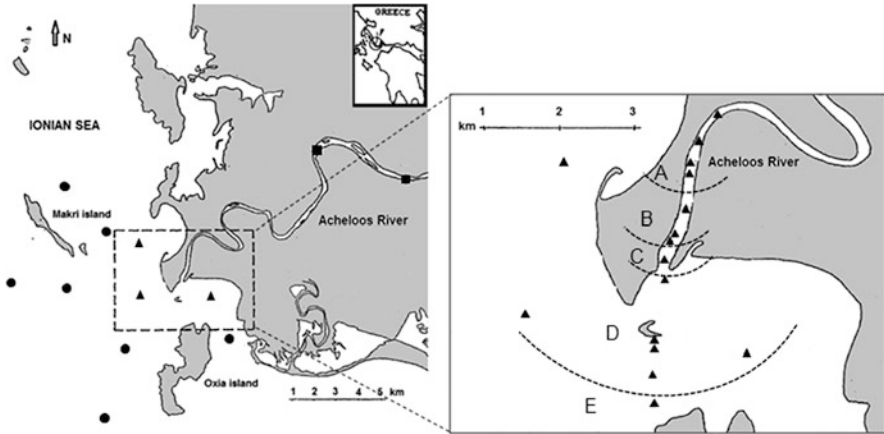 GREECE
N
IONIAN SEA
Makri island
Acheloos River
Oxia island
1 2 3 4 5
km
1 2 3
km
Acheloos River
A
B
C
D
E